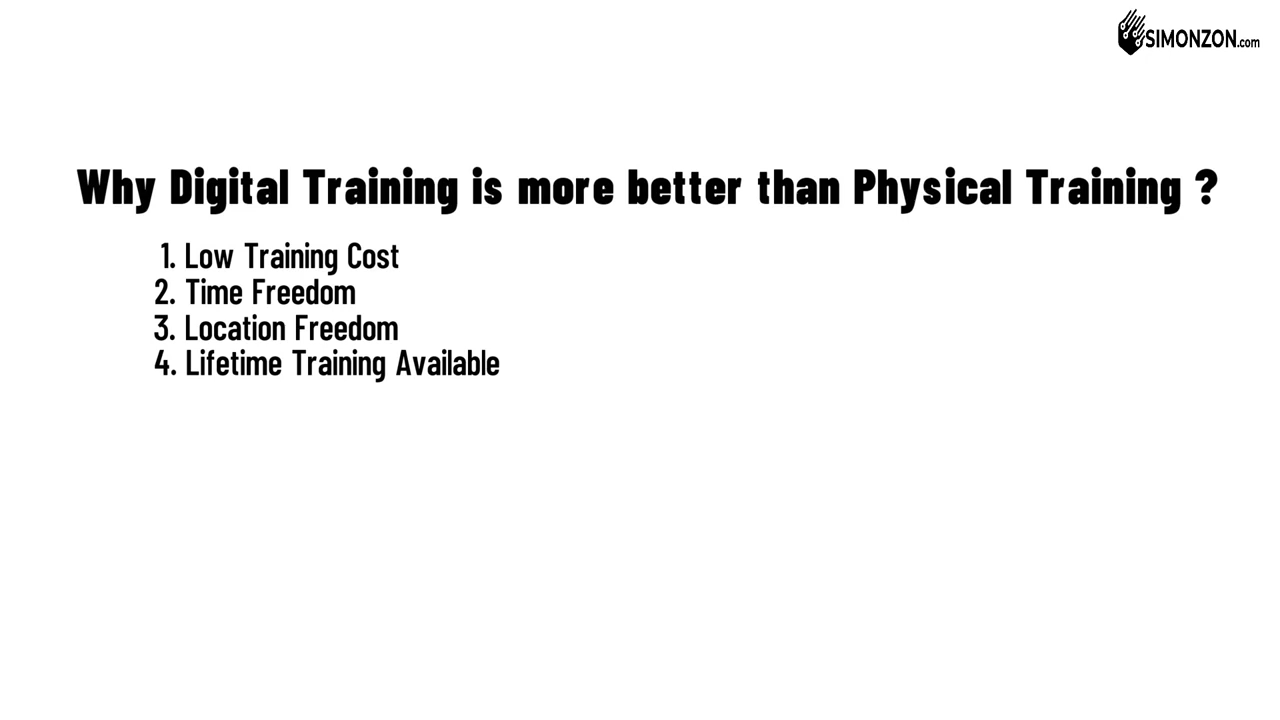 SIMONZON.com
Why Digital Training is more better than Physical Training ?
1. Low Training Cost
2. Time Freedom
3. Location Freedom
4. Lifetime Training Available